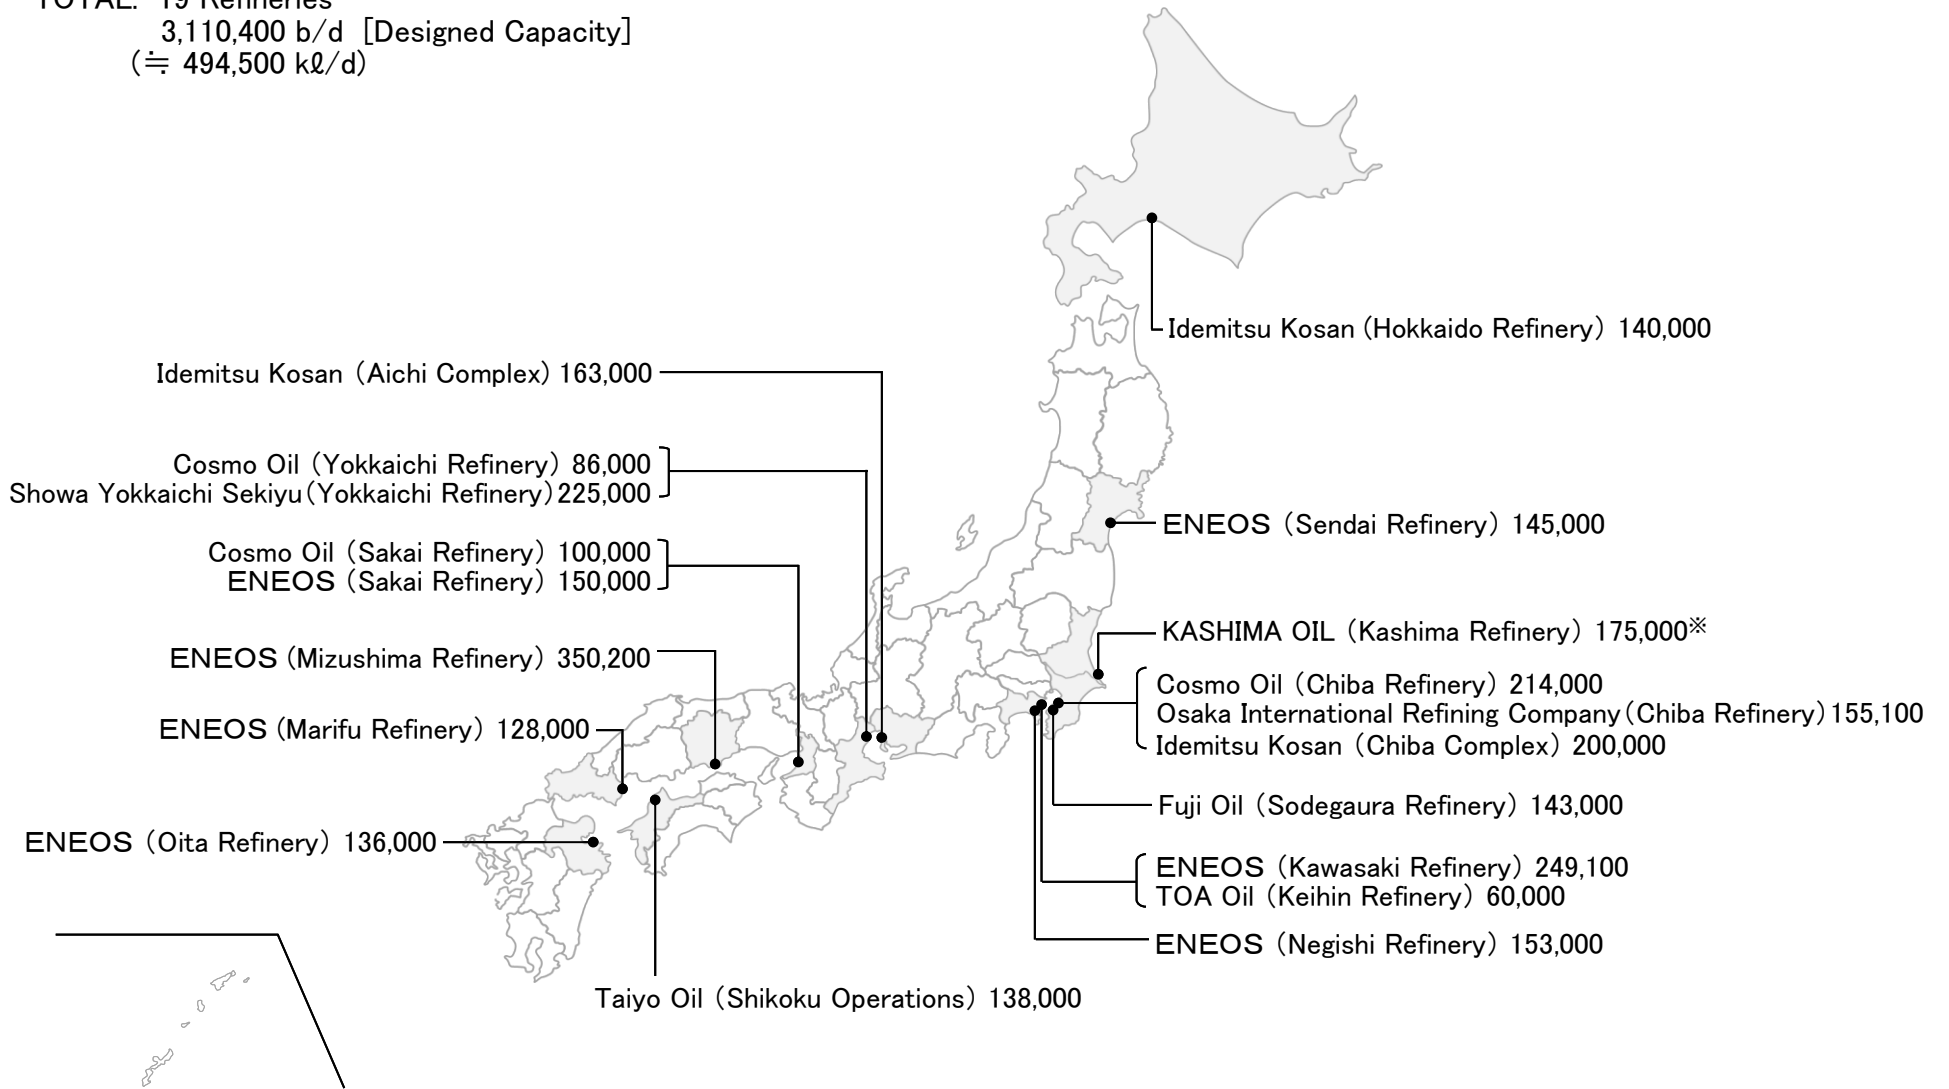 TOTAL: 19 Refineries
3,110,400 b/d [Designed Capacity]
(≒ 494,500 kℓ/d)
Idemitsu Kosan (Hokkaido Refinery) 140,000
Idemitsu Kosan (Aichi Complex) 163,000
Cosmo Oil (Yokkaichi Refinery) 86,000
Showa Yokkaichi Sekiyu(Yokkaichi Refinery)225,000
Cosmo Oil (Sakai Refinery) 100,000
ENEOS (Sakai Refinery) 150,000
ENEOS (Mizushima Refinery) 350,200
ENEOS (Marifu Refinery) 128,000
ENEOS (Oita Refinery) 136,000
Taiyo Oil (Shikoku Operations) 138,000
ENEOS (Sendai Refinery) 145,000
KASHIMA OIL (Kashima Refinery) 175,000※
Cosmo Oil (Chiba Refinery) 214,000
Osaka International Refining Company(Chiba Refinery)155,100
Idemitsu Kosan (Chiba Complex) 200,000
Fuji Oil (Sodegaura Refinery) 143,000
ENEOS (Kawasaki Refinery) 249,100
TOA Oil (Keihin Refinery) 60,000
ENEOS (Negishi Refinery) 153,000